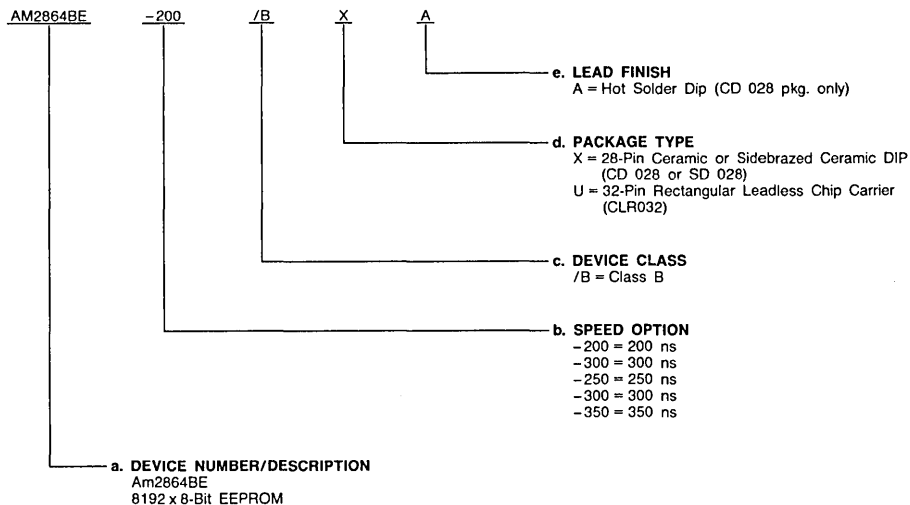 AM2864BE -200 /B X A
e. LEAD FINISH
A = Hot Solder Dip (CD 028 pkg. only)
d. PACKAGE TYPE
X = 28-Pin Ceramic or Sidebrazed Ceramic DIP
(CD 028 or SD 028)
U = 32-Pin Rectangular Leadless Chip Carrier
(CLR032)
c. DEVICE CLASS
/B = Class B
b. SPEED OPTION
-200 = 200 ns
-300 = 300 ns
-250 = 250 ns
-300 = 300 ns
-350 = 350 ns
a. DEVICE NUMBER/DESCRIPTION
Am2864BE
8192 x 8-Bit EEPROM